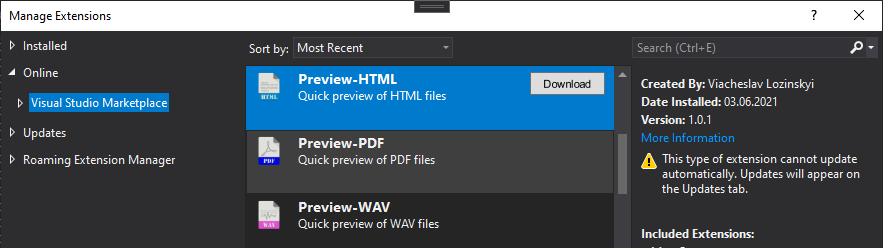 Manage Extensions
Installed
Online
Visual Studio Marketplace
Updates
Roaming Extension Manager
Sort by: Most Recent
HTML
Preview-HTML
Quick preview of HTML files
Download
PDF
Preview-PDF
Quick preview of PDF files
WAV
Preview-WAV
Quick preview of WAV files
Search (Ctrl+E)
Created By: Viacheslav Lozinskyi
Date Installed: 03.06.2021
Version: 1.0.1
More Information
This type of extension cannot update
automatically. Updates will appear on
the Updates tab.
Included Extensions: